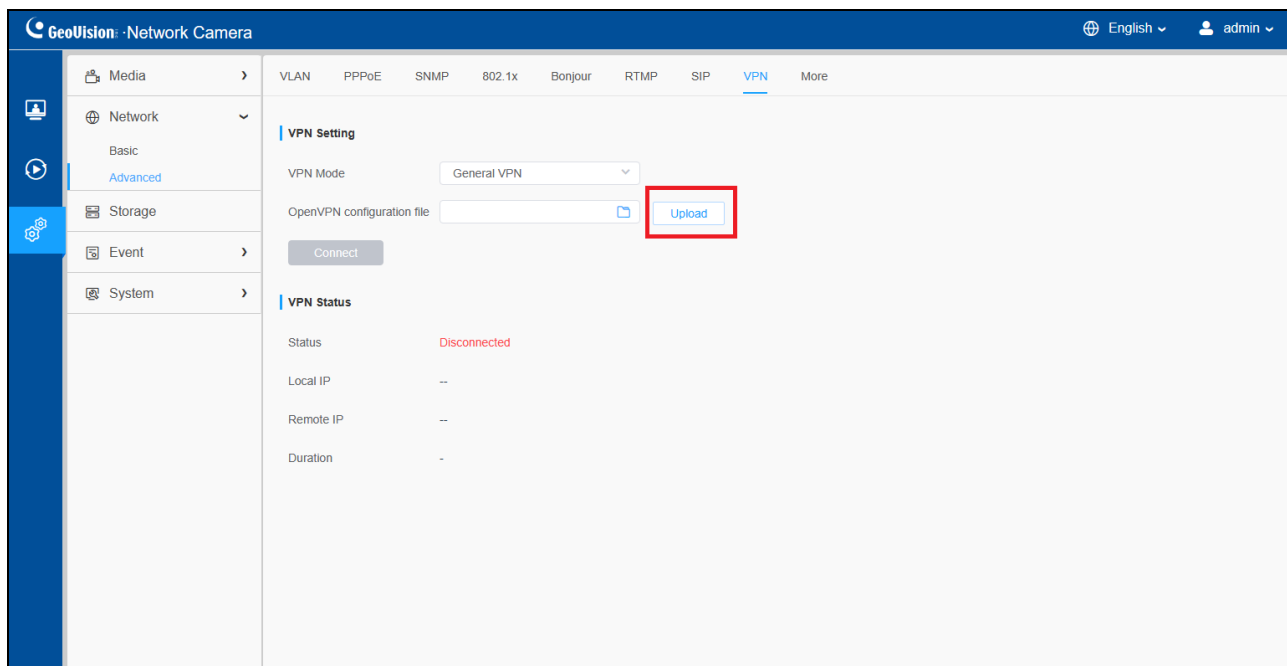 GeoVision · Network Camera
English
admin
Media
Network
Basic
Advanced
Storage
Event
System
VLAN PPPoE SNMP 802.1x Bonjour RTMP SIP VPN More
VPN Setting
VPN Mode General VPN
OpenVPN configuration file Upload
Connect
VPN Status
Status Disconnected
Local IP --
Remote IP --
Duration -